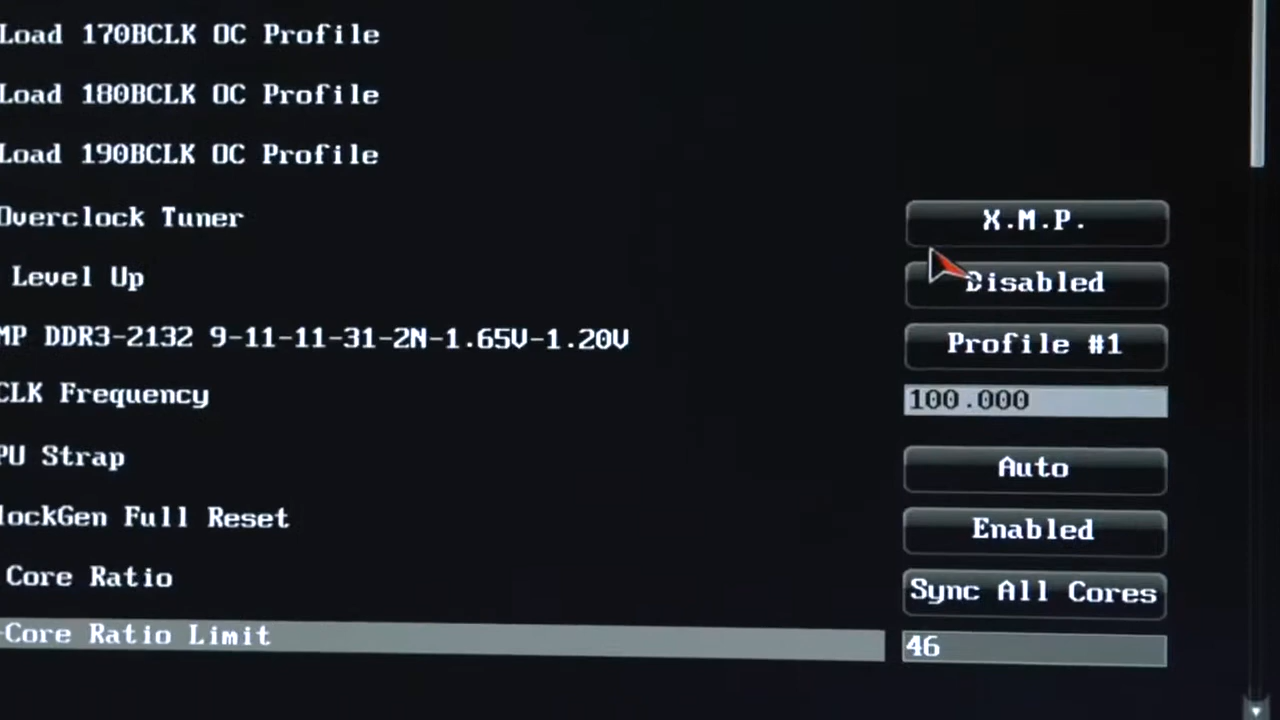 Load 170BCLK OC Profile
Load 180BCLK OC Profile
Load 190BCLK OC Profile
Overclock Tuner X.M.P.
Level Up Disabled
MP DDR3-2132 9-11-11-31-2N-1.65V-1.20V Profile #1
CLK Frequency 100.000
PU Strap Auto
lockGen Full Reset Enabled
Core Ratio Sync All Cores
-Core Ratio Limit 46